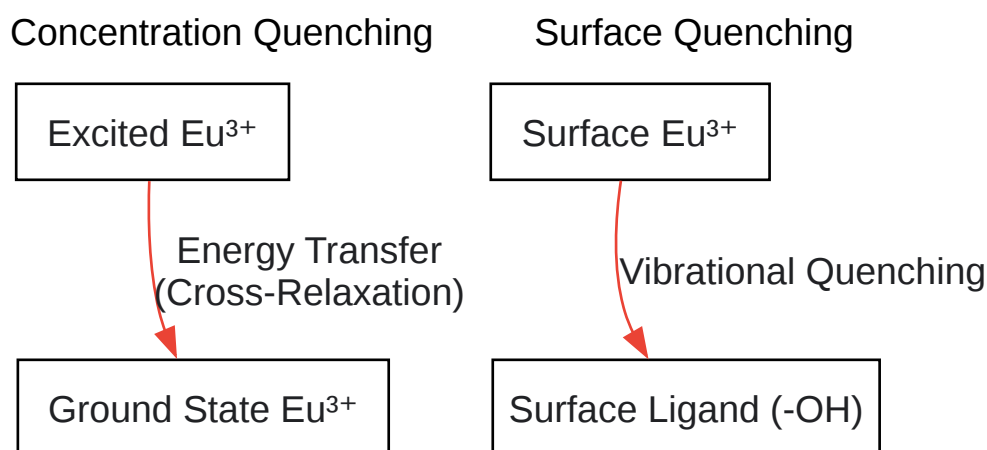 Concentration Quenching
Excited Eu³⁺
Energy Transfer
(Cross-Relaxation)
Ground State Eu³⁺
Surface Quenching
Surface Eu³⁺
Vibrational Quenching
Surface Ligand (-OH)